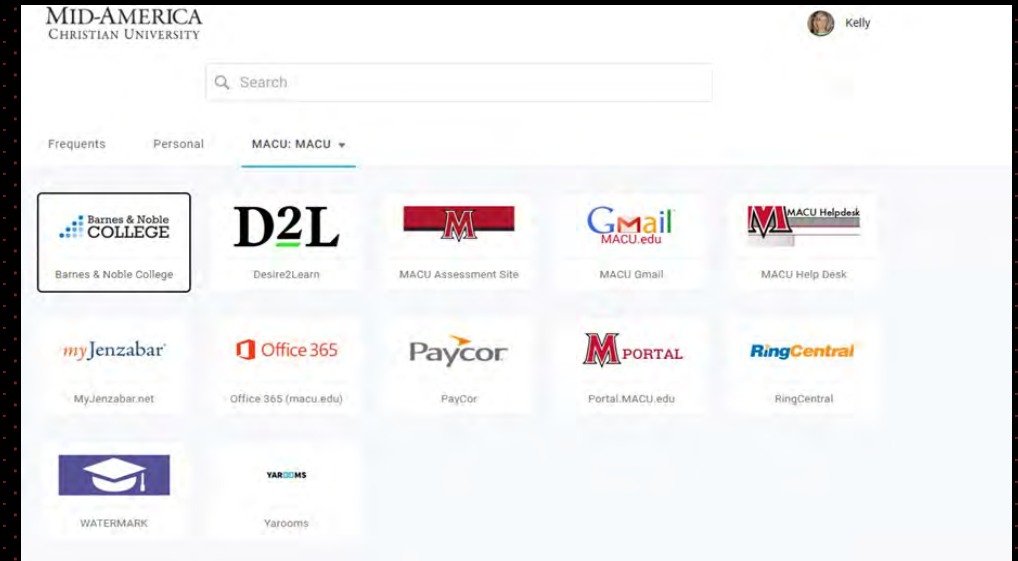 MID-AMERICA
CHRISTIAN UNIVERSITY
Kelly
Search
Frequents
Personal
MACU: MACU
Barnes & Noble
COLLEGE
Barnes & Noble College
D2L
Desire2Learn
M
MACU Assessment Site
Gmail
MACU.edu
MACU Gmail
M
MACU Helpdesk
MACU Help Desk
myJenzabar
MyJenzabar.net
Office 365
Office 365 (macu.edu)
Paycor
PayCor
M PORTAL
Portal.MACU.edu
RingCentral
RingCentral
WATERMARK
YAROOMS
Yarooms